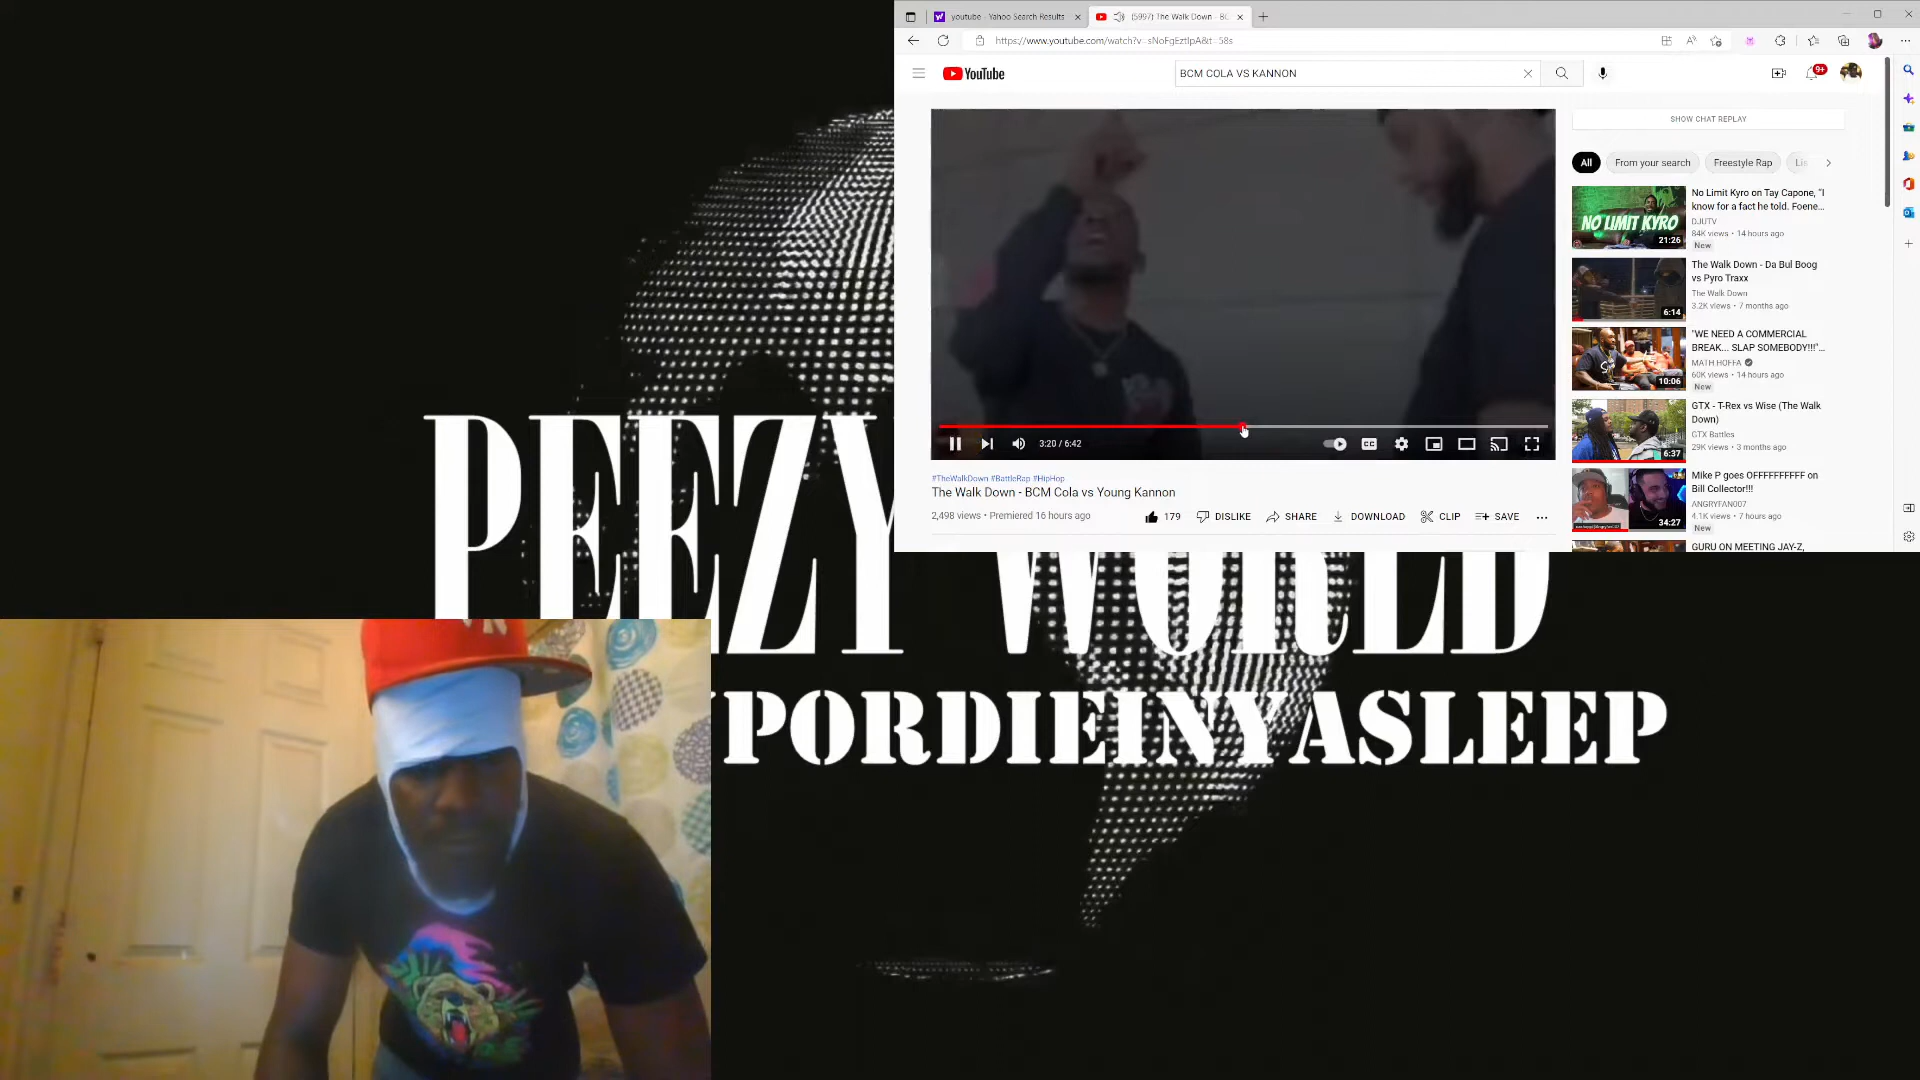 youtube - Yahoo Search Results
(5997) The Walk Down - BC
https://www.youtube.com/watch?v=sNoFgEztlpA&t=58s
YouTube
BCM COLA VS KANNON
9+
SHOW CHAT REPLAY
All
From your search
Freestyle Rap
NO LIMIT KYRO
21:26
No Limit Kyro on Tay Capone, "I
know for a fact he told. Foene...
DJUTV
84K views • 14 hours ago
New
6:14
The Walk Down - Da Bul Boog
vs Pyro Traxx
The Walk Down
3.2K views • 7 months ago
10:06
"WE NEED A COMMERCIAL
BREAK... SLAP SOMEBODY!!!"...
MATH HOFFA
60K views • 14 hours ago
New
6:37
GTX - T-Rex vs Wise (The Walk
Down)
GTX Battles
29K views • 3 months ago
34:27
Mike P goes OFFFFFFFFFF on
Bill Collector!!!
ANGRYFAN007
4.1K views • 7 hours ago
New
GURU ON MEETING JAY-Z,
3:20 / 6:42
CC
#TheWalkDown #BattleRap #HipHop
The Walk Down - BCM Cola vs Young Kannon
2,498 views • Premiered 16 hours ago
179
DISLIKE
SHARE
DOWNLOAD
CLIP
SAVE
PEEZY WORLD
PORDIEINYASLEEP